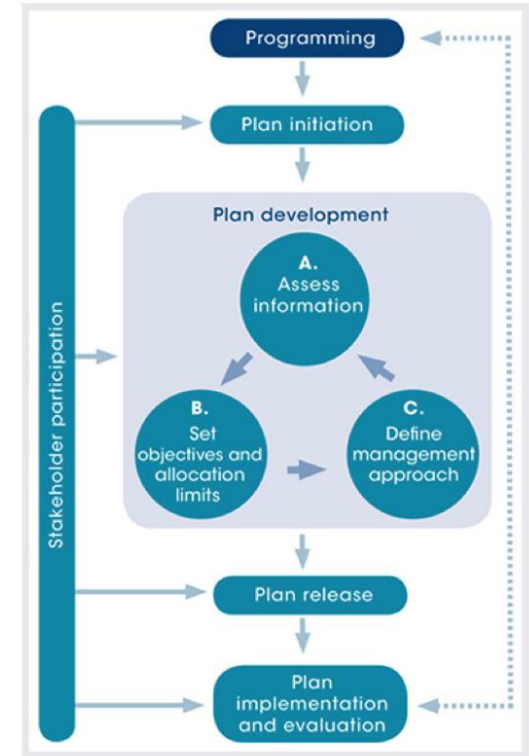 Programming
Plan initiation
Stakeholder participation
Plan development
A.
Assess
information
B.
Set
objectives and
allocation
limits
C.
Define
management
approach
Plan release
Plan
implementation
and evaluation